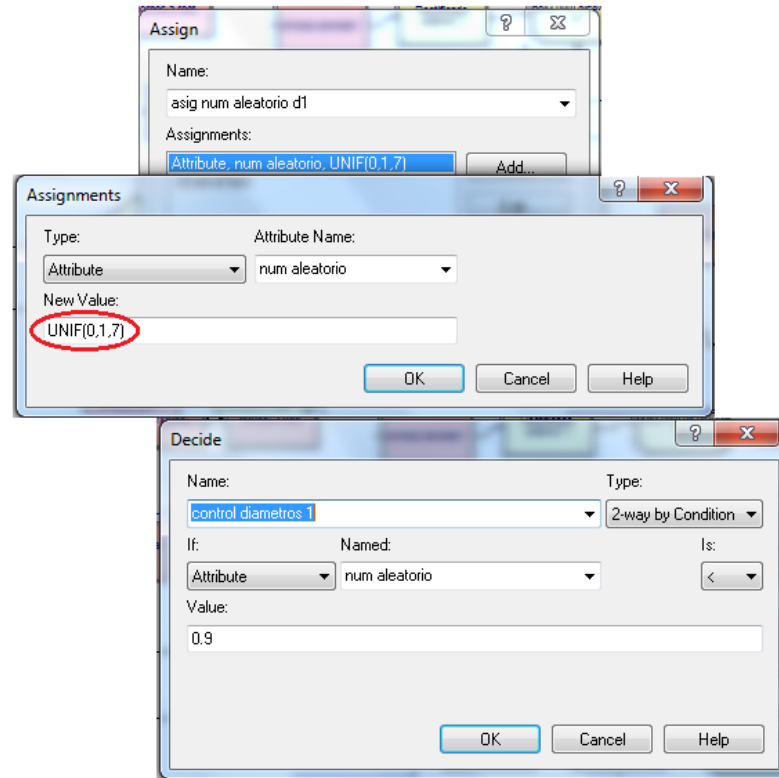 Assign
Name:
asig num aleatorio d1
Assignments:
Attribute, num aleatorio, UNIF(0,1,7)
Add...
Assignments
Type:
Attribute Name:
Attribute
num aleatorio
New Value:
UNIF(0,1,7)
OK
Cancel
Help
Decide
Name:
Type:
control diametros 1
2-way by Condition
If:
Named:
Is:
Attribute
num aleatorio
<
Value:
0.9
OK
Cancel
Help